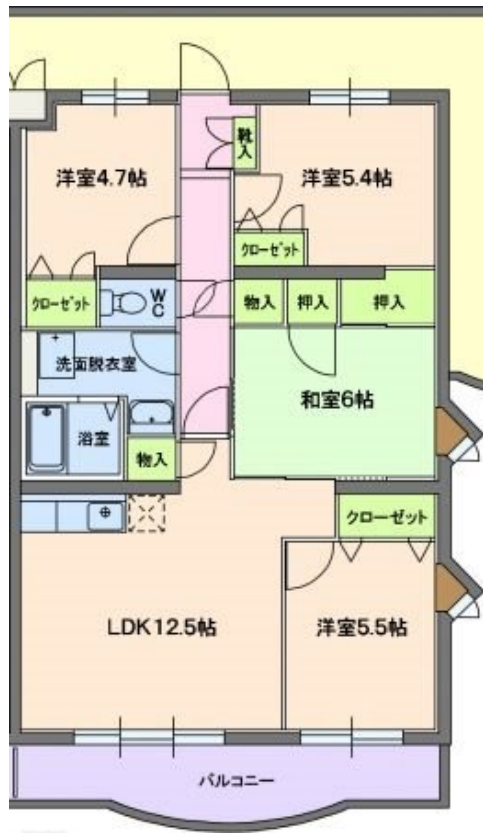 洋室4.7帖
靴入
洋室5.4帖
クローゼット
クローゼット
WC
物入
押入
押入
洗面脱衣室
和室6帖
浴室
物入
クローゼット
LDK12.5帖
洋室5.5帖
バルコニー